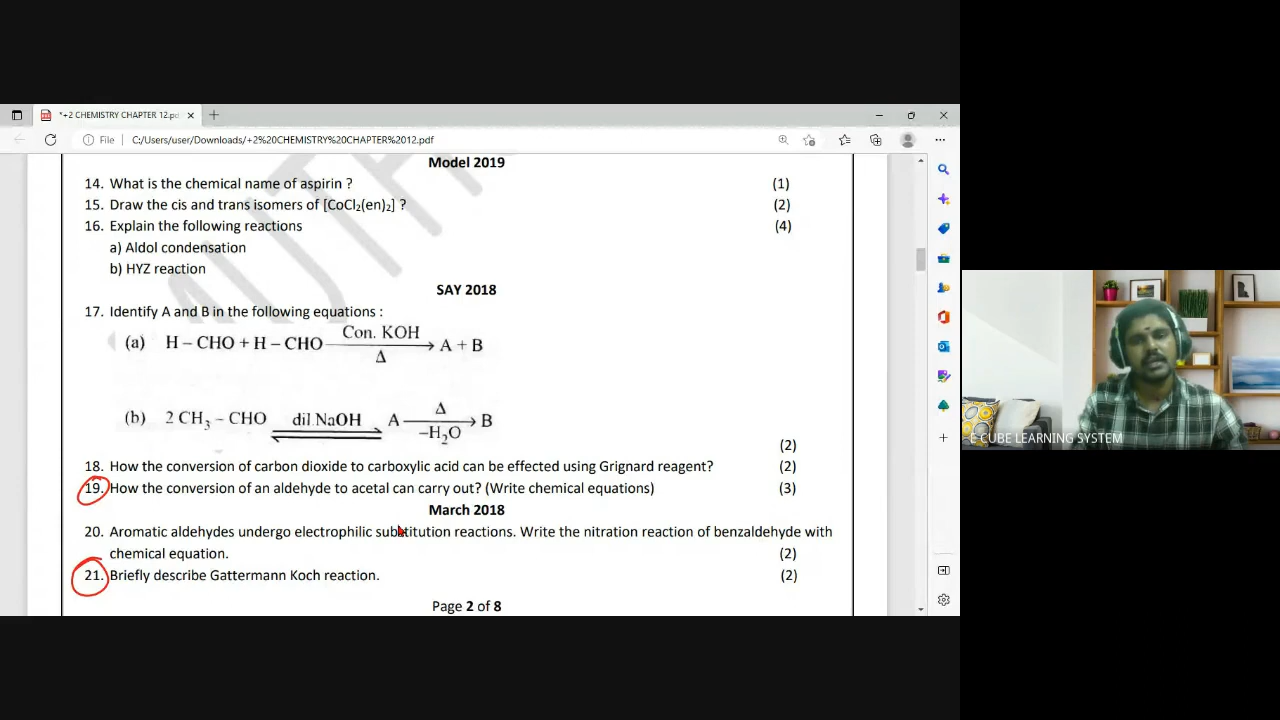 *+2 CHEMISTRY CHAPTER 12.pd
File
C:/Users/user/Downloads/+2%20CHEMISTRY%20CHAPTER%2012.pdf
Model 2019
14. What is the chemical name of aspirin ? (1)
15. Draw the cis and trans isomers of [CoCl₂(en)₂] ? (2)
16. Explain the following reactions (4)
a) Aldol condensation
b) HYZ reaction
SAY 2018
17. Identify A and B in the following equations :
(a) H – CHO + H – CHO Con. KOH Δ → A + B
(b) 2 CH₃ – CHO dil NaOH A Δ –H₂O → B
(2)
18. How the conversion of carbon dioxide to carboxylic acid can be effected using Grignard reagent? (2)
19. How the conversion of an aldehyde to acetal can carry out? (Write chemical equations) (3)
March 2018
20. Aromatic aldehydes undergo electrophilic substitution reactions. Write the nitration reaction of benzaldehyde with
chemical equation. (2)
21. Briefly describe Gattermann Koch reaction. (2)
Page 2 of 8
E CUBE LEARNING SYSTEM